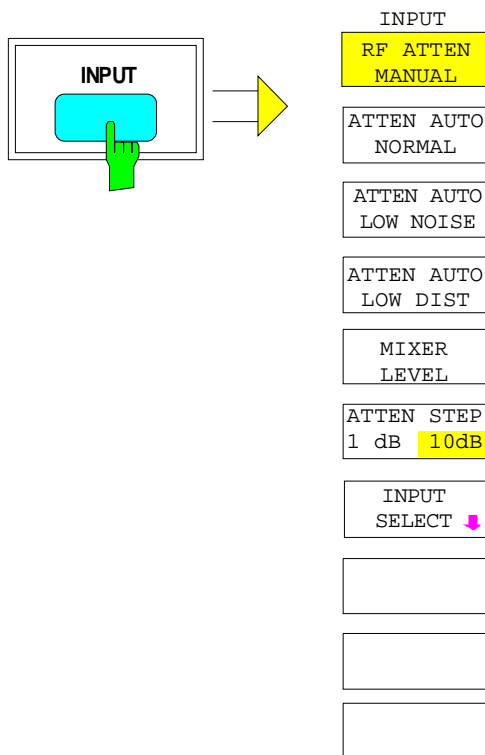 INPUT
INPUT
RF ATTEN
MANUAL
ATTEN AUTO
NORMAL
ATTEN AUTO
LOW NOISE
ATTEN AUTO
LOW DIST
MIXER
LEVEL
ATTEN STEP
1 dB 10dB
INPUT
SELECT